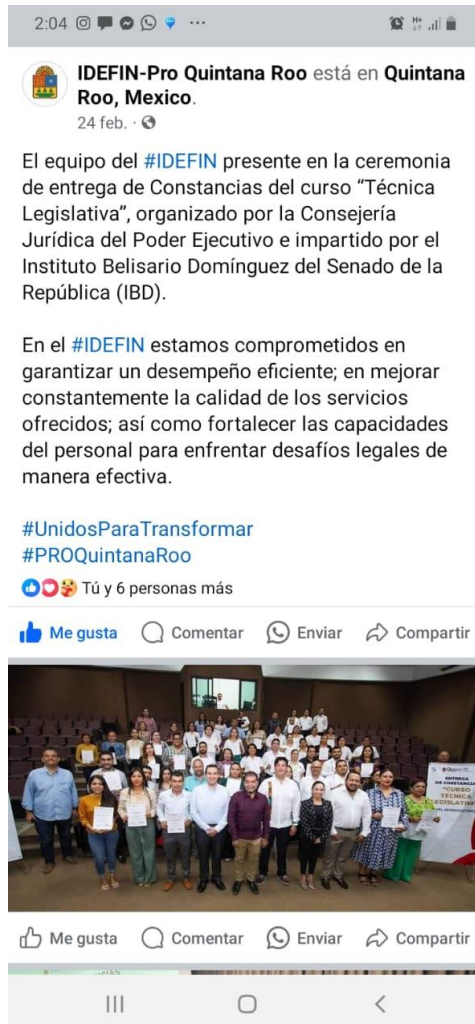 2:04
H+
IDEFIN-Pro Quintana Roo está en Quintana
Roo, Mexico.
24 feb. ·
El equipo del #IDEFIN presente en la ceremonia
de entrega de Constancias del curso “Técnica
Legislativa”, organizado por la Consejería
Jurídica del Poder Ejecutivo e impartido por el
Instituto Belisario Domínguez del Senado de la
República (IBD).
En el #IDEFIN estamos comprometidos en
garantizar un desempeño eficiente; en mejorar
constantemente la calidad de los servicios
ofrecidos; así como fortalecer las capacidades
del personal para enfrentar desafíos legales de
manera efectiva.
#UnidosParaTransformar
#PROQuintanaRoo
Tú y 6 personas más
Me gusta Comentar Enviar Compartir
ENTREGA
DE CONSTANCIA
“CURSO
TÉCNICA
LEGISLATIVA
Me gusta Comentar Enviar Compartir